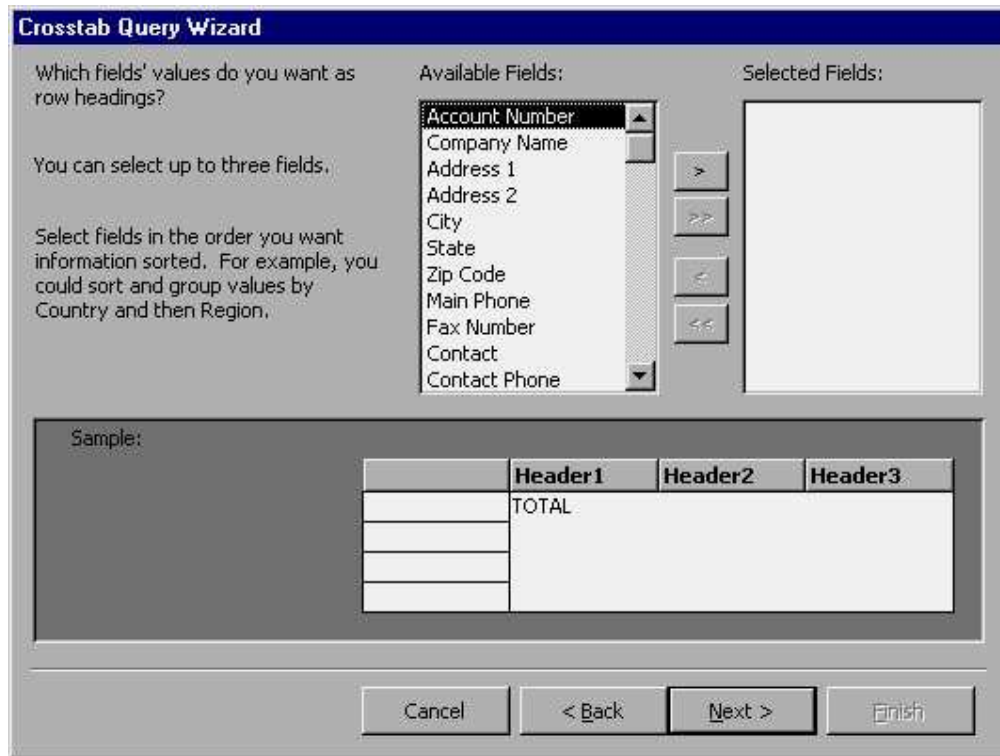 Crosstab Query Wizard
Which fields' values do you want as
row headings?
You can select up to three fields.
Select fields in the order you want
information sorted. For example, you
could sort and group values by
Country and then Region.
Available Fields:
Account Number
Company Name
Address 1
Address 2
City
State
Zip Code
Main Phone
Fax Number
Contact
Contact Phone
>
>>
<
<<
Selected Fields:
Sample:
Header1 Header2 Header3
TOTAL
Cancel < Back Next > Finish